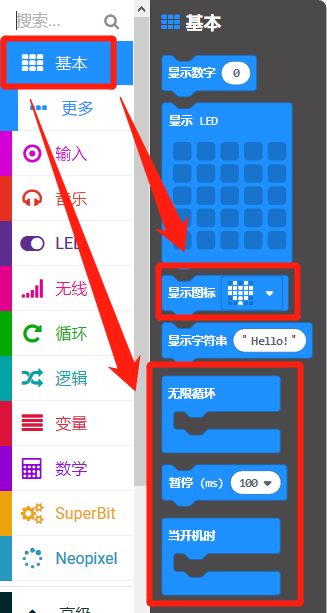 搜索...
基本
更多
输入
音乐
LED
无线
循环
逻辑
变量
数学
SuperBit
Neopixel
高级
基本
显示数字 0
显示 LED
显示图标
显示字符串 "Hello!"
无限循环
暂停 (ms) 100
当开机时